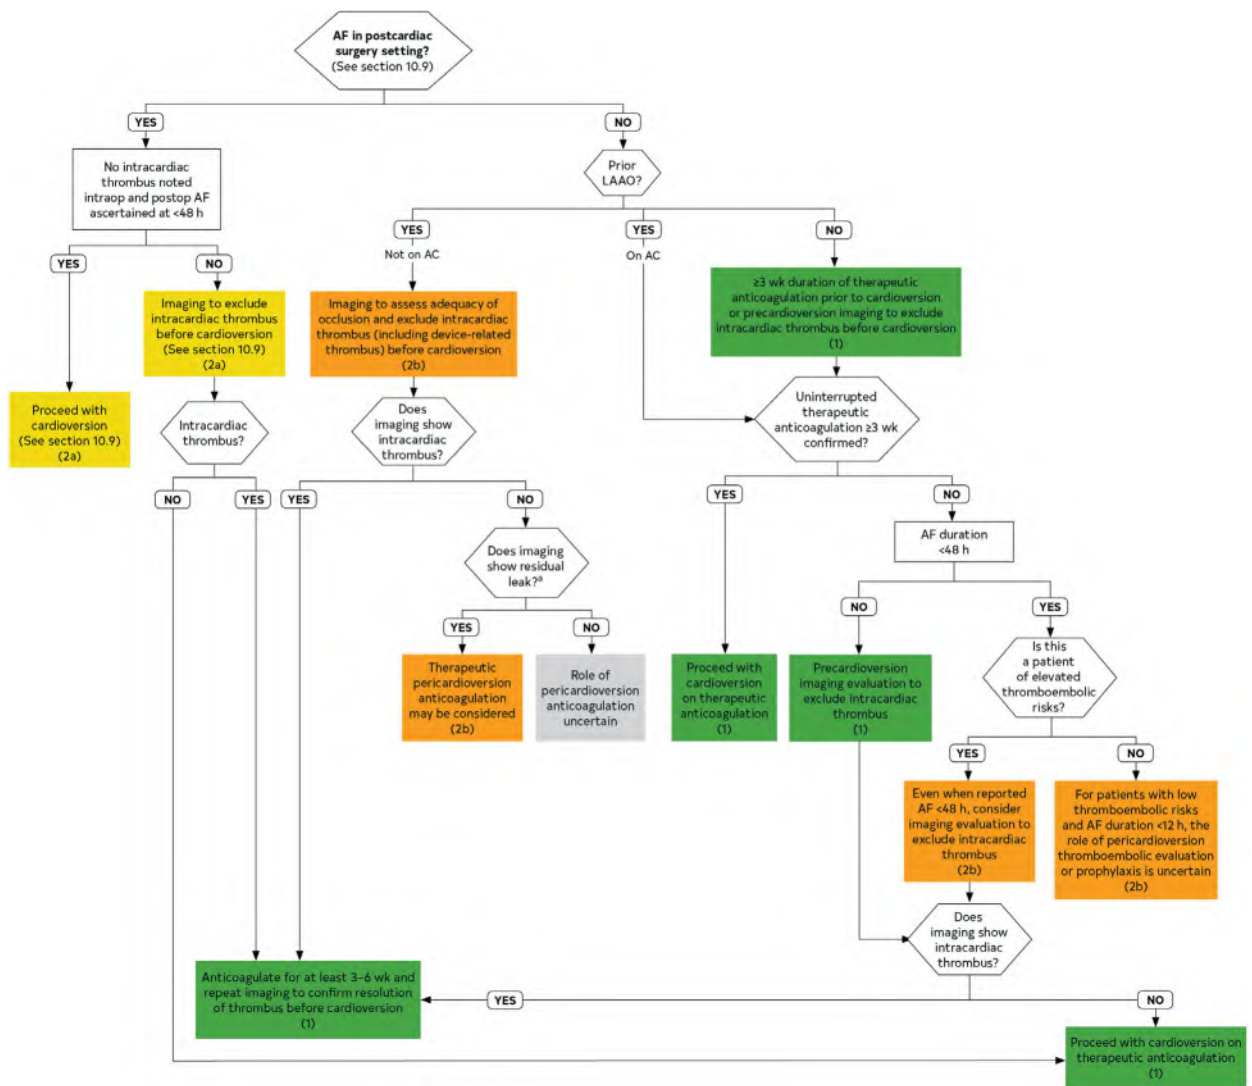 AF in postcardiac
surgery setting?
(See section 10.9)
YES
NO
No intracardiac
thrombus noted
intraop and postop AF
ascertained at <48 h
Prior
LAAO?
YES
NO
YES
Not on AC
YES
On AC
NO
Imaging to exclude
intracardiac thrombus
before cardioversion
(See section 10.9)
(2a)
Imaging to assess adequacy of
occlusion and exclude intracardiac
thrombus (including device-related
thrombus) before cardioversion
(2b)
≥3 wk duration of therapeutic
anticoagulation prior to cardioversion
or precardioversion imaging to exclude
intracardiac thrombus before cardioversion
(1)
Proceed with
cardioversion
(See section 10.9)
(2a)
Intracardiac
thrombus?
Does
imaging show
intracardiac
thrombus?
Uninterrupted
therapeutic
anticoagulation ≥3 wk
confirmed?
NO
YES
YES
NO
YES
NO
Does imaging
show residual
leak?a
AF duration
<48 h
YES
NO
NO
YES
Therapeutic
pericardioversion
anticoagulation
may be considered
(2b)
Role of
pericardioversion
anticoagulation
uncertain
Proceed with
cardioversion
on therapeutic
anticoagulation
(1)
Precardioversion
imaging evaluation to
exclude intracardiac
thrombus
(1)
Is this
a patient
of elevated
thromboembolic
risks?
YES
NO
Even when reported
AF <48 h, consider
imaging evaluation to
exclude intracardiac
thrombus
(2b)
For patients with low
thromboembolic risks
and AF duration <12 h, the
role of pericardioversion
thromboembolic evaluation
or prophylaxis is uncertain
(2b)
Does
imaging show
intracardiac
thrombus?
Anticoagulate for at least 3–6 wk and
repeat imaging to confirm resolution
of thrombus before cardioversion
(1)
YES
NO
Proceed with cardioversion on
therapeutic anticoagulation
(1)